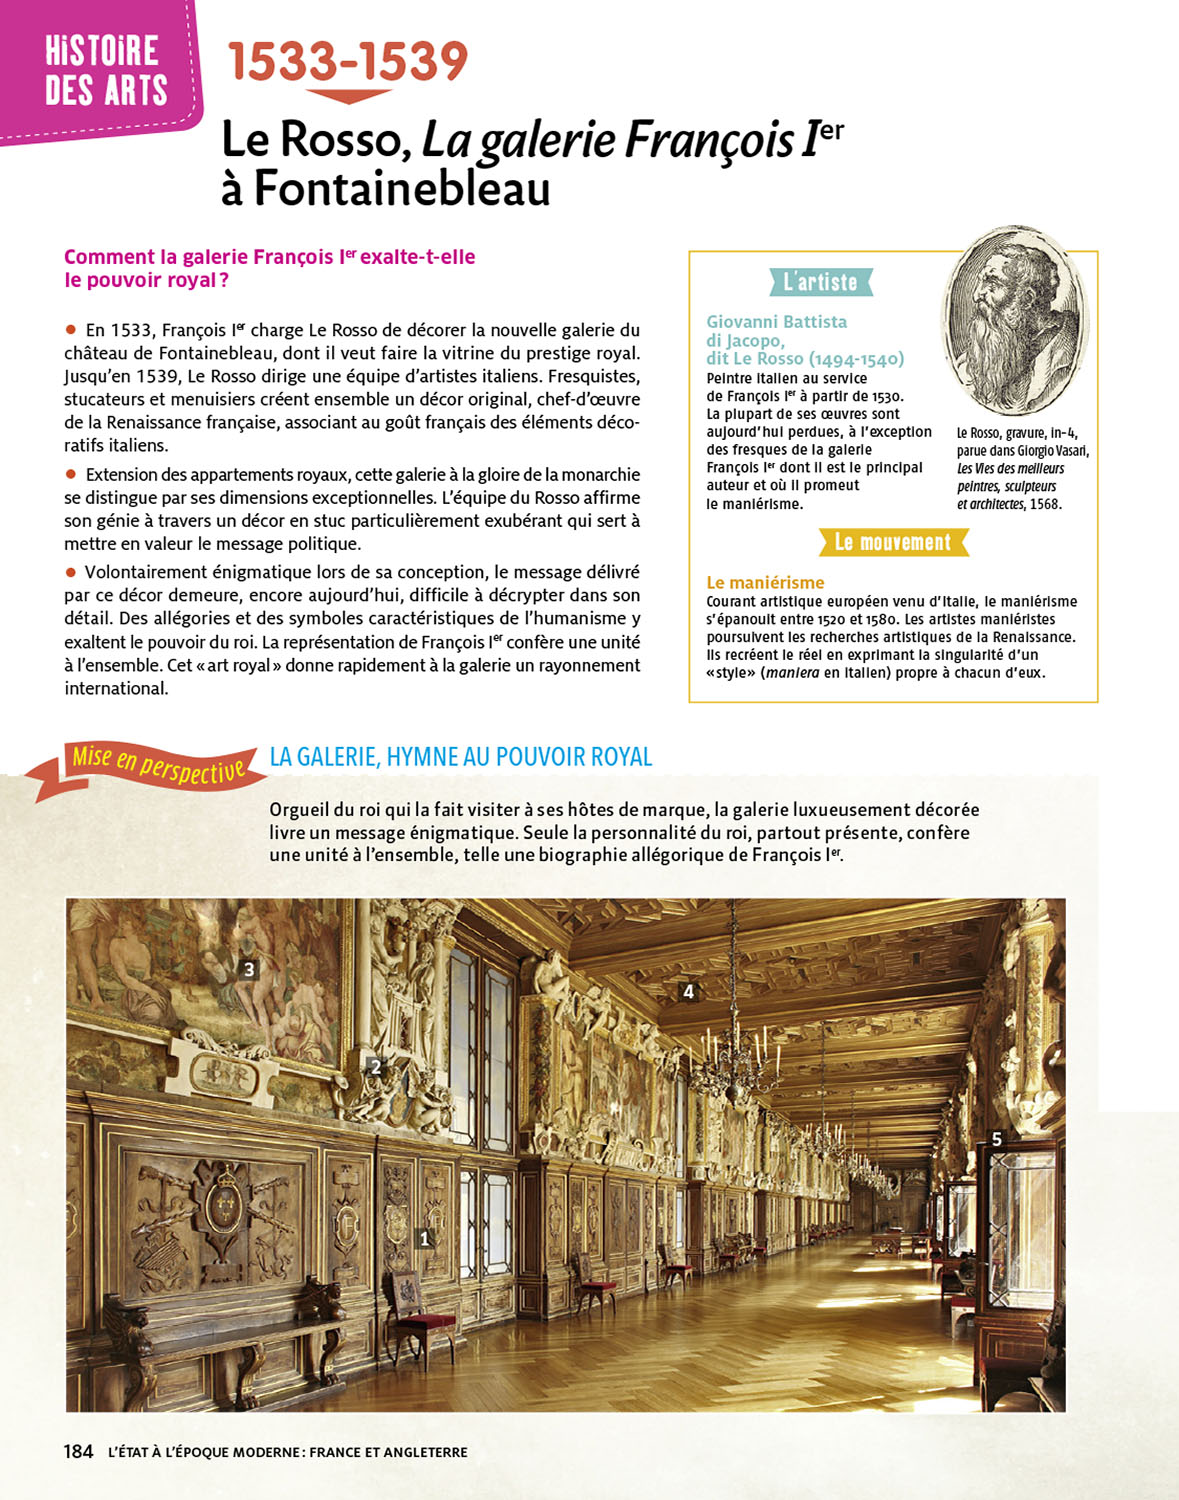 HISTOIRE
DES ARTS
1533-1539
Le Rosso, La galerie François Ier
à Fontainebleau
Comment la galerie François Ier exalte-t-elle
le pouvoir royal ?
• En 1533, François Ier charge Le Rosso de décorer la nouvelle galerie du
château de Fontainebleau, dont il veut faire la vitrine du prestige royal.
Jusqu'en 1539, Le Rosso dirige une équipe d'artistes italiens. Fresquistes,
stucateurs et menuisiers créent ensemble un décor original, chef-d'œuvre
de la Renaissance française, associant au goût français des éléments déco-
ratifs italiens.
• Extension des appartements royaux, cette galerie à la gloire de la monarchie
se distingue par ses dimensions exceptionnelles. L'équipe du Rosso affirme
son génie à travers un décor en stuc particulièrement exubérant qui sert à
mettre en valeur le message politique.
• Volontairement énigmatique lors de sa conception, le message délivré
par ce décor demeure, encore aujourd'hui, difficile à décrypter dans son
détail. Des allégories et des symboles caractéristiques de l'humanisme y
exaltent le pouvoir du roi. La représentation de François Ier confère une unité
à l'ensemble. Cet « art royal » donne rapidement à la galerie un rayonnement
international.
L'artiste
Giovanni Battista
di Jacopo,
dit Le Rosso (1494-1540)
Peintre italien au service
de François Ier à partir de 1530.
La plupart de ses œuvres sont
aujourd'hui perdues, à l'exception
des fresques de la galerie
François Ier dont il est le principal
auteur et où il promeut
le maniérisme.
Le Rosso, gravure, in-4,
parue dans Giorgio Vasari,
Les Vies des meilleurs
peintres, sculpteurs
et architectes, 1568.
Le mouvement
Le maniérisme
Courant artistique européen venu d'Italie, le maniérisme
s'épanouit entre 1520 et 1580. Les artistes maniéristes
poursuivent les recherches artistiques de la Renaissance.
Ils recréent le réel en exprimant la singularité d'un
« style » (maniera en italien) propre à chacun d'eux.
Mise en perspective
LA GALERIE, HYMNE AU POUVOIR ROYAL
Orgueil du roi qui la fait visiter à ses hôtes de marque, la galerie luxueusement décorée
livre un message énigmatique. Seule la personnalité du roi, partout présente, confère
une unité à l'ensemble, telle une biographie allégorique de François Ier.
3
4
2
5
1
F
184 L'ÉTAT À L'ÉPOQUE MODERNE : FRANCE ET ANGLETERRE